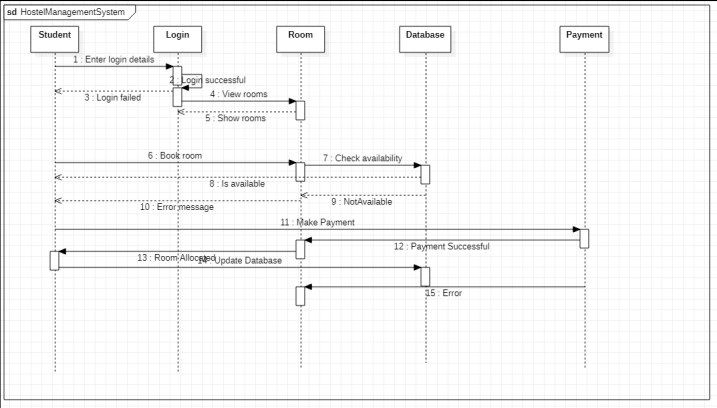 sd HostelManagementSystem
Student
Login
Room
Database
Payment
1 : Enter login details
2 : Login successful
3 : Login failed
4 : View rooms
5 : Show rooms
6 : Book room
7 : Check availability
8 : Is available
9 : NotAvailable
10 : Error message
11 : Make Payment
12 : Payment Successful
13 : Room Allocated
14 : Update Database
15 : Error